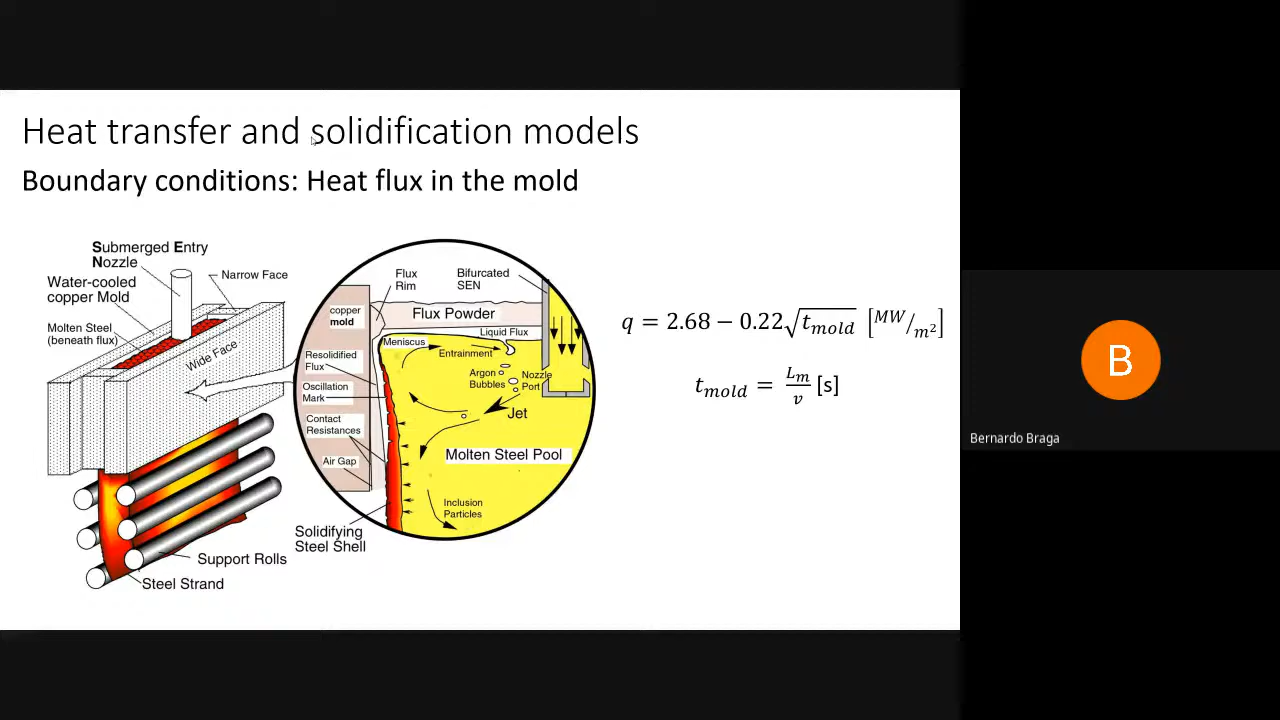 Heat transfer and solidification models
Boundary conditions: Heat flux in the mold
Submerged Entry
Nozzle
Water-cooled
copper Mold
Narrow Face
Molten Steel
(beneath flux)
Wide Face
Support Rolls
Steel Strand
Flux
Rim
Bifurcated
SEN
copper
mold
Flux Powder
Liquid Flux
Meniscus
Entrainment
Resolidified
Flux
Argon
Bubbles
Nozzle
Port
Oscillation
Mark
Jet
Contact
Resistances
Air Gap
Molten Steel Pool
Inclusion
Particles
Solidifying
Steel Shell
q = 2.68 − 0.22√t_mold [MW/m²]
t_mold = L_m/v [s]
B
Bernardo Braga